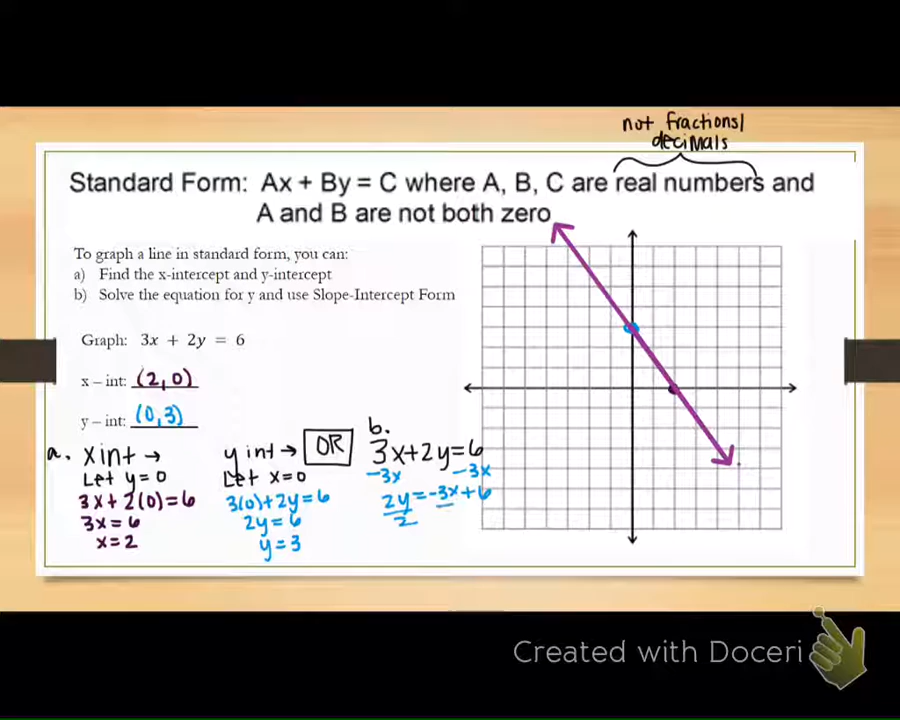 not fractions/
decimals
Standard Form: Ax + By = C where A, B, C are real numbers and
A and B are not both zero
To graph a line in standard form, you can:
a) Find the x-intercept and y-intercept
b) Solve the equation for y and use Slope-Intercept Form
Graph: 3x + 2y = 6
x – int: (2,0)
y – int: (0,3)
a. x int →
Let y=0
3x+2(0)=6
3x=6
x=2
y int →
Let x=0
3(0)+2y=6
2y=6
y=3
OR
b.
3x+2y=6
-3x -3x
2y=-3x+6
2
Created with Doceri